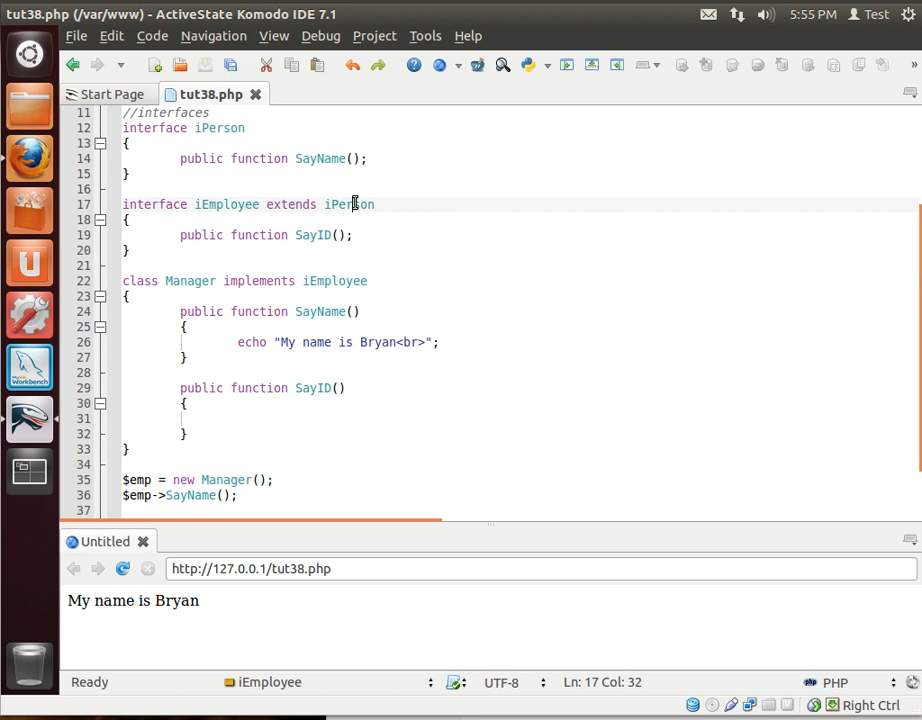 tut38.php (/var/www) - ActiveState Komodo IDE 7.1
5:55 PM Test
File Edit Code Navigation View Debug Project Tools Help
Start Page tut38.php
11 //interfaces
12 interface iPerson
13 {
14 public function SayName();
15 }
16
17 interface iEmployee extends iPerson
18 {
19 public function SayID();
20 }
21
22 class Manager implements iEmployee
23 {
24 public function SayName()
25 {
26 echo "My name is Bryan<br>";
27 }
28
29 public function SayID()
30 {
31
32 }
33 }
34
35 $emp = new Manager();
36 $emp->SayName();
37
MySQL
Workbench
Untitled
http://127.0.0.1/tut38.php
My name is Bryan
Ready iEmployee UTF-8 Ln: 17 Col: 32 php PHP
Right Ctrl